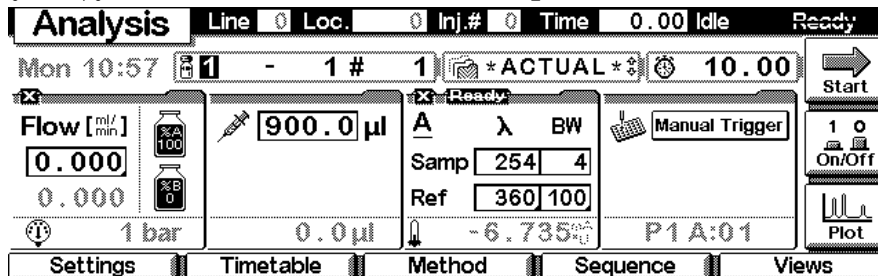 Analysis Line 0 Loc. 0 Inj.# 0 Time 0.00 Idle Ready
Mon 10:57 1 - 1 # 1 *ACTUAL* 10.00 Start
Ready
Flow [ml/min] %A 100 900.0 µl A λ BW Manual Trigger 1 0
0.000 Samp 254 4 On/Off
0.000 %B 0 Ref 360 100
1 bar 0.0 µl -6.735 P1 A:01 Plot
Settings Timetable Method Sequence Views